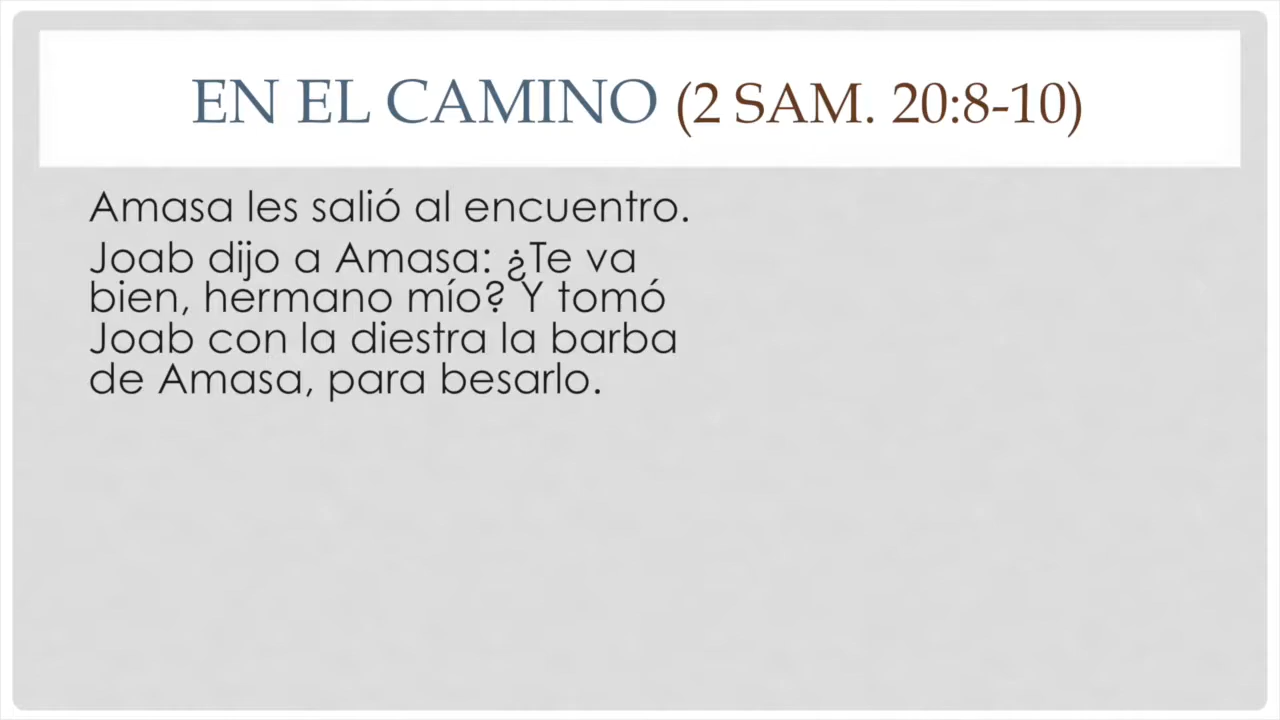 EN EL CAMINO (2 SAM. 20:8-10)
Amasa les salió al encuentro.
Joab dijo a Amasa: ¿Te va
bien, hermano mío? Y tomó
Joab con la diestra la barba
de Amasa, para besarlo.